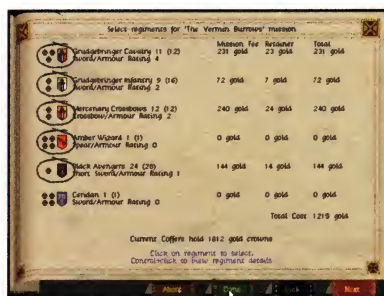 Select regiments for 'The Vermin Burrows' mission
Mission Fee Retainer Total
Grudgebringer Cavalry 11 (12) 231 gold 23 gold 231 gold
Sword/Armour Rating 4
Grudgebringer Infantry 9 (16) 72 gold 7 gold 72 gold
Sword/Armour Rating 2
Mercenary Crossbows 12 (12) 240 gold 24 gold 240 gold
Crossbow/Armour Rating 2
Amber Wizard 1 (1) 0 gold 0 gold 0 gold
Spear/Armour Rating 0
Black Avengers 24 (28) 144 gold 14 gold 144 gold
Short Sword/Armour Rating 1
Ceridan 1 (1) 0 gold 0 gold 0 gold
Sword/Armour Rating 0
Total Cost 1215 gold
Current Coffers hold 1812 gold crowns
Click on regiment to select.
Control+click to view regiment details
Done
Next